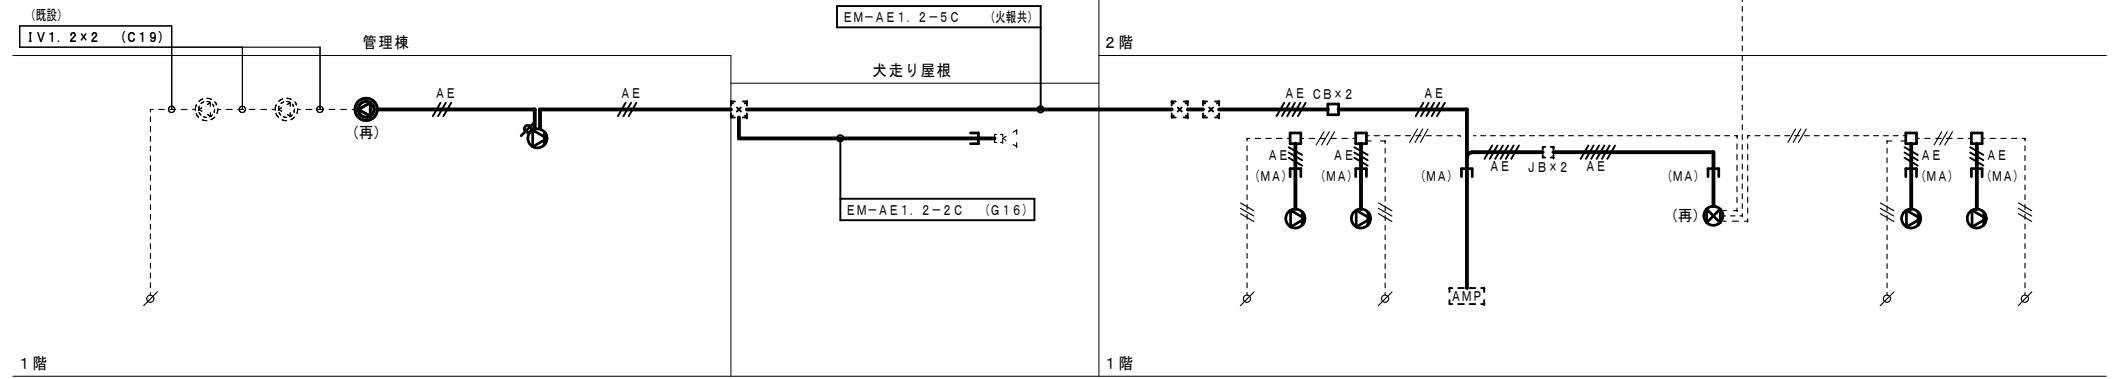 (既設)
IV1.2×2 (C19)
管理棟
EM-AE1.2-5C (火報共)
2階
犬走り屋根
AE
AE
AE CB×2 AE
(再)
AE
AE
AE
JB×2
AE
AE
AE
(MA)
(MA)
(MA)
(MA)
(MA)
(MA)
EM-AE1.2-2C (G16)
(再)
AMP
1階
1階